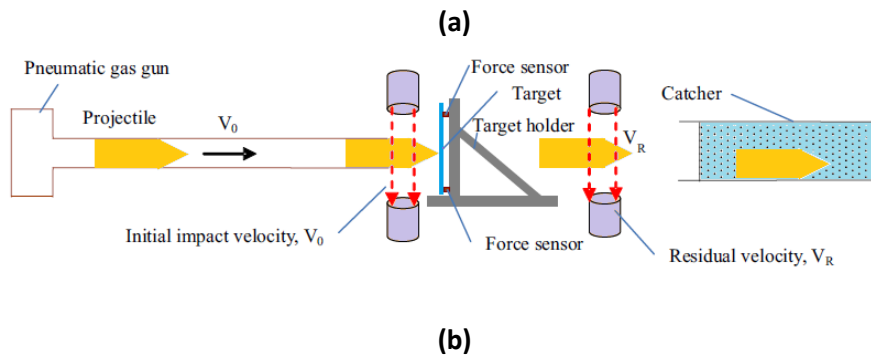 (a)
Pneumatic gas gun
Force sensor
Target
Catcher
Projectile
V0
Target holder
VR
Initial impact velocity, V0
Force sensor
Residual velocity, VR
(b)